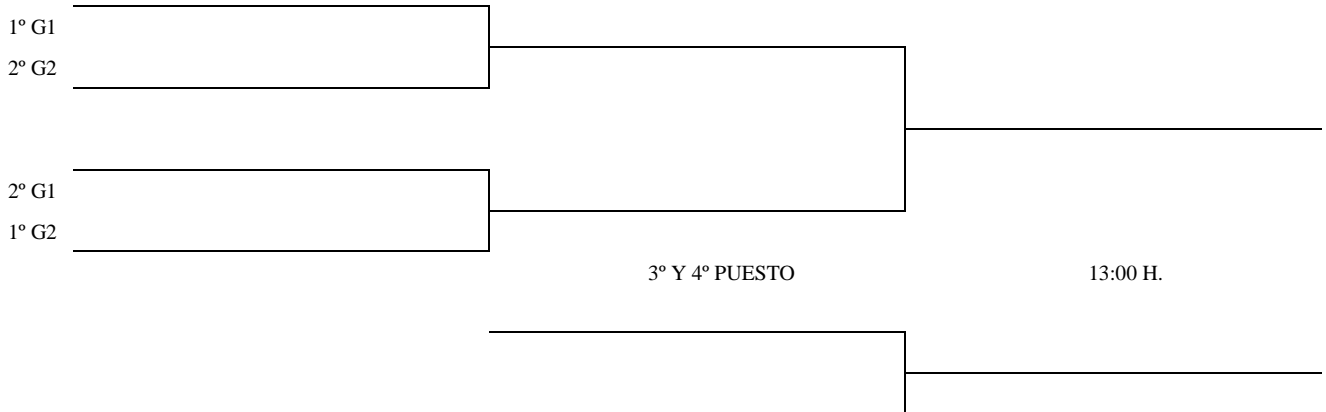 1º G1
2º G2
2º G1
1º G2
3º Y 4º PUESTO
13:00 H.